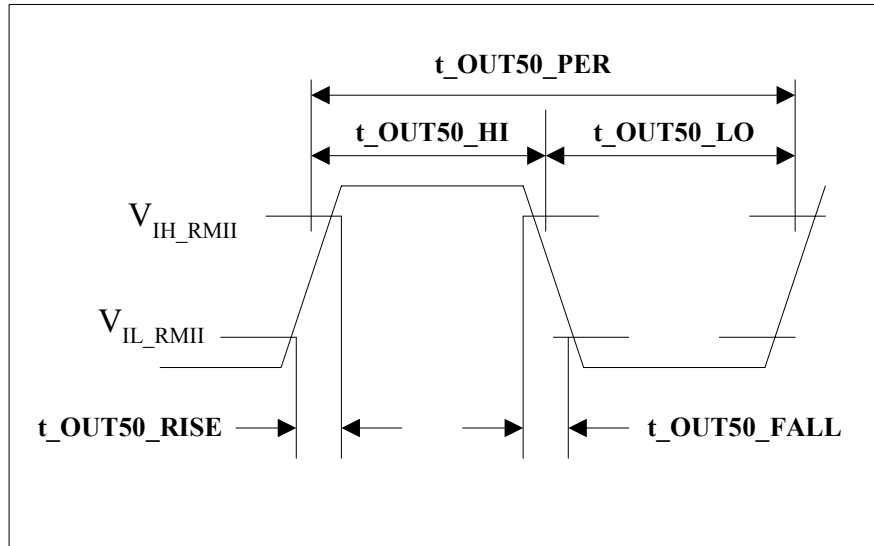 t_OUT50_PER
t_OUT50_HI
t_OUT50_LO
V_IH_RMII
V_IL_RMII
t_OUT50_RISE
t_OUT50_FALL